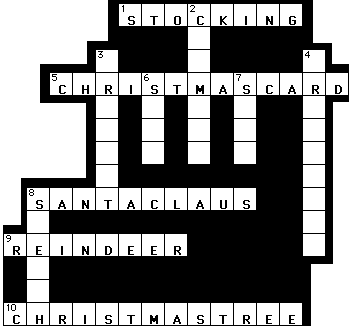 1 2
STOCKING
3 4
5 6 7
CHRISTMASCARD
8
SANTACLAUS
9
REINDEER
10
CHRISTMASTREE